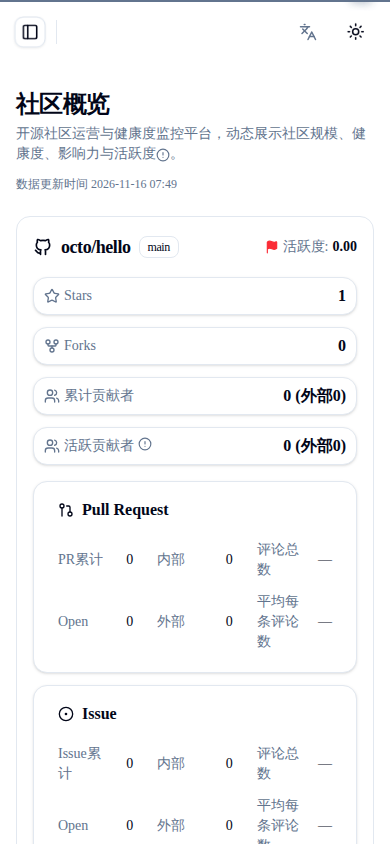 社区概览
开源社区运营与健康度监控平台，动态展示社区规模、健
康度、影响力与活跃度。
数据更新时间 2026-11-16 07:49
octo/hello main 活跃度: 0.00
Stars 1
Forks 0
累计贡献者 0 (外部0)
活跃贡献者 0 (外部0)
Pull Request
PR累计 0 内部 0 评论总
数 —
Open 0 外部 0 平均每
条评论
数 —
Issue
Issue累
计 0 内部 0 评论总
数 —
Open 0 外部 0 平均每
条评论
数 —